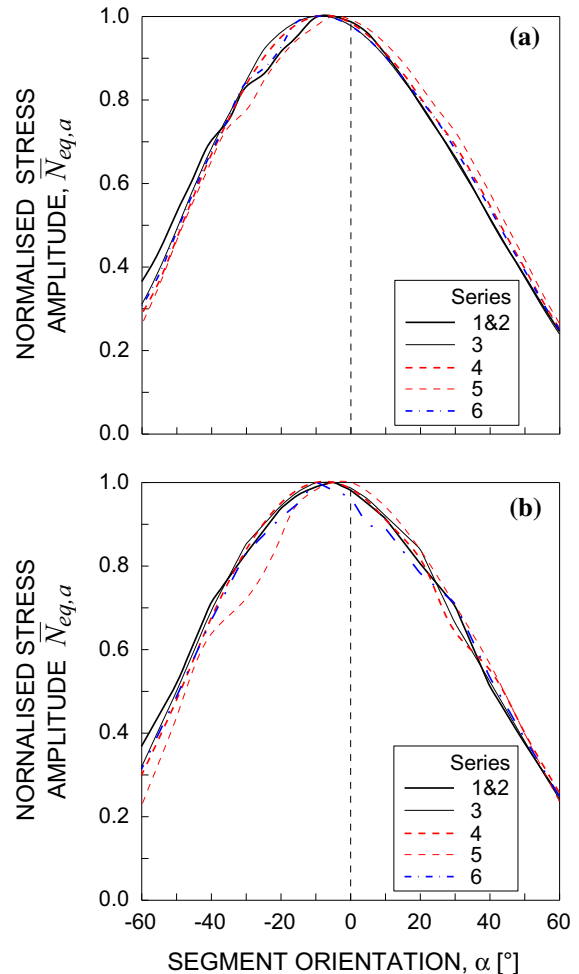 (a)
NORMALISED STRESS
AMPLITUDE, N̅eq,a
1.0
0.8
0.6
0.4
0.2
0.0
Series
1&2
3
4
5
6
(b)
NORNALISED STRESS
AMPLITUDE N̅eq,a
1.0
0.8
0.6
0.4
0.2
0.0
Series
1&2
3
4
5
6
-60 -40 -20 0 20 40 60
SEGMENT ORIENTATION, α [°]